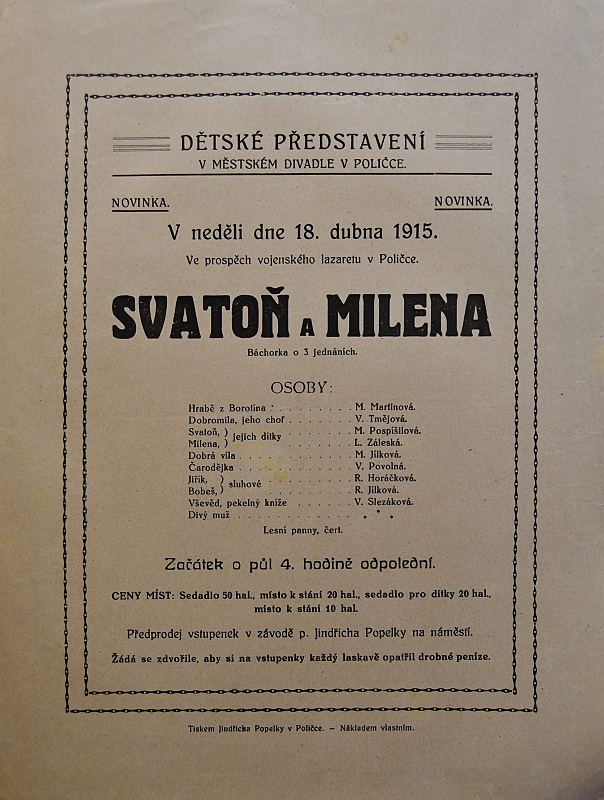 DĚTSKÉ PŘEDSTAVENÍ
V MĚSTSKÉM DIVADLE V POLIČCE.
NOVINKA. NOVINKA.
V neděli dne 18. dubna 1915.
Ve prospěch vojenského lazaretu v Poličce.
SVATOŇ A MILENA
Báchorka o 3 jednáních.
OSOBY:
Hrabě z Borotína . . . . . . . . M. Martinová.
Dobromila, jeho choť . . . . . . . V. Tmějová.
Svatoň, ) jejich dítky . . . . . . . M. Pospíšilová.
Milena, ) . . . . . . . L. Záleská.
Dobrá víla . . . . . . . . . . . . M. Jílková.
Čarodějka . . . . . . . . . . . . V. Povolná.
Jiřík, ) sluhové . . . . . . . . . R. Horáčková.
Bobeš, ) . . . . . . . . . R. Jílková.
Vševěd, pekelný kníže . . . . . . V. Slezáková.
Divý muž . . . . . . . . . . . . * * *
Lesní panny, čert.
Začátek o půl 4. hodině odpolední.
CENY MÍST: Sedadlo 50 hal., místo k stání 20 hal., sedadlo pro dítky 20 hal.,
místo k stání 10 hal.
Předprodej vstupenek v závodě p. Jindřicha Popelky na náměstí.
Žádá se zdvořile, aby si na vstupenky každý laskavě opatřil drobné peníze.
Tiskem Jindřicha Popelky v Poličce. – Nákladem vlastním.